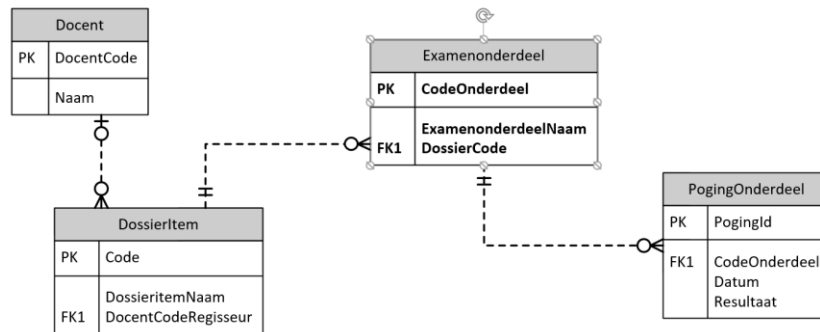 Docent
PK DocentCode
Naam
Examenonderdeel
PK CodeOnderdeel
ExamenonderdeelNaam
FK1 DossierCode
DossierItem
PK Code
DossieritemNaam
FK1 DocentCodeRegisseur
PogingOnderdeel
PK PogingId
FK1 CodeOnderdeel
Datum
Resultaat